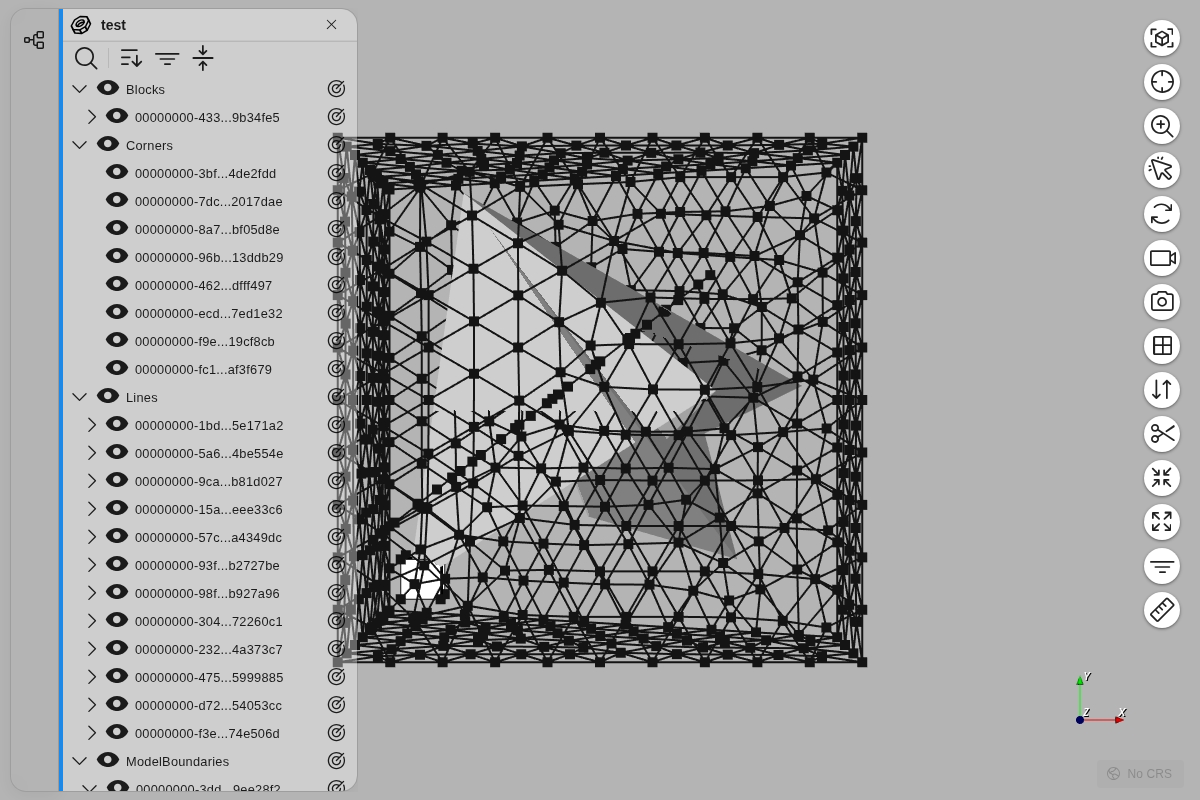 test
Blocks
00000000-433...9b34fe5
Corners
00000000-3bf...4de2fdd
00000000-7dc...2017dae
00000000-8a7...bf05d8e
00000000-96b...13ddb29
00000000-462...dfff497
00000000-ecd...7ed1e32
00000000-f9e...19cf8cb
00000000-fc1...af3f679
Lines
00000000-1bd...5e171a2
00000000-5a6...4be554e
00000000-9ca...b81d027
00000000-15a...eee33c6
00000000-57c...a4349dc
00000000-93f...b2727be
00000000-98f...b927a96
00000000-304...72260c1
00000000-232...4a373c7
00000000-475...5999885
00000000-d72...54053cc
00000000-f3e...74e506d
ModelBoundaries
00000000-3dd...9ee28f2
Y
Z
X
No CRS